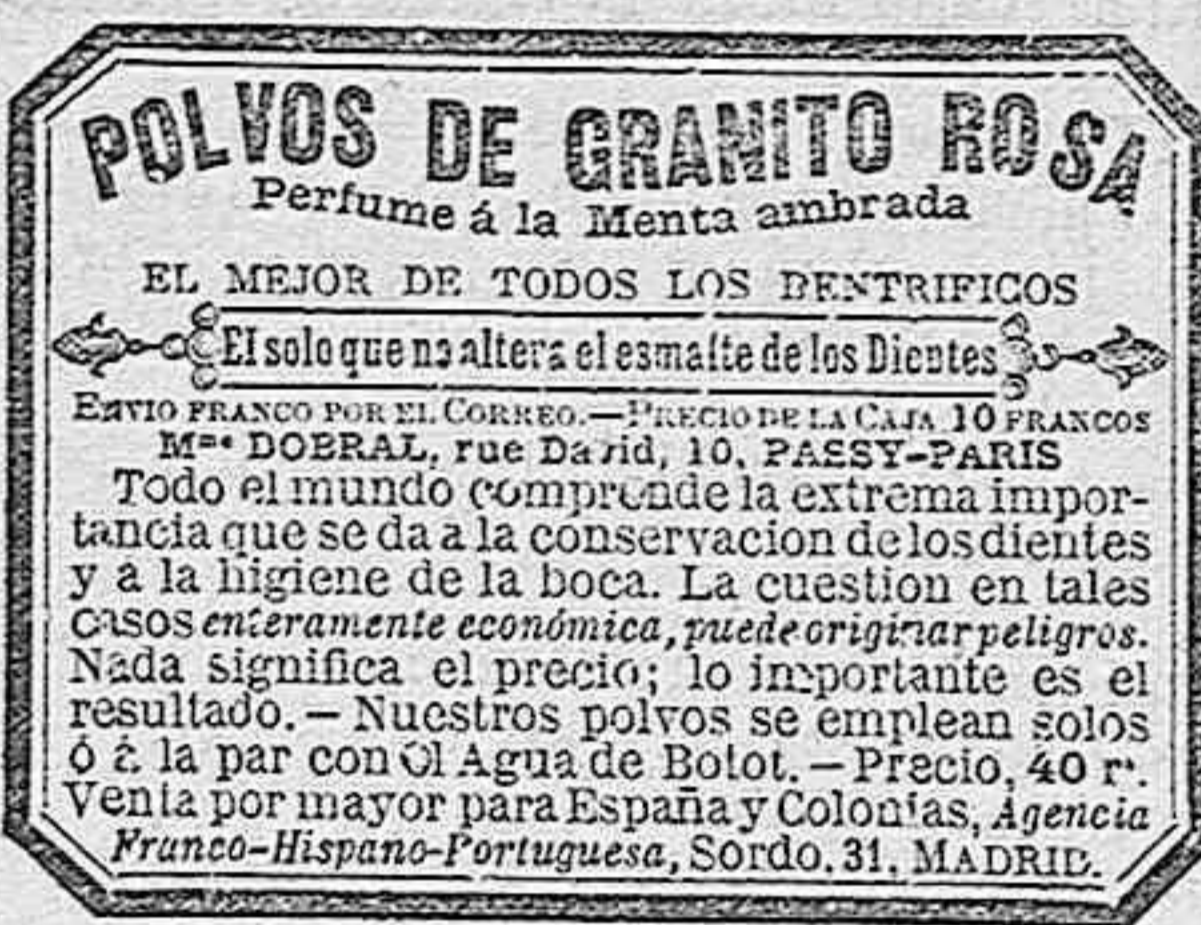 POLVOS DE GRANITO ROSA
Perfume á la Menta ambrada
EL MEJOR DE TODOS LOS DENTRIFICOS
El solo que no altera el esmalte de los Dientes
ENVIO FRANCO POR EL CORREO.—PRECIO DE LA CAJA 10 FRANCOS
Mme DOBRAL, rue David, 10, PASSY-PARIS
Todo el mundo comprende la extrema impor-
tancia que se da a la conservacion de los dientes
y a la higiene de la boca. La cuestion en tales
casos enteramente económica, puede originar peligros.
Nada significa el precio; lo importante es el
resultado.—Nuestros polvos se emplean solos
ó á la par con el Agua de Botot.—Precio, 40 rs.
Venta por mayor para España y Colonias, Agencia
Franco-Hispano-Portuguesa, Sordo, 31, MADRID.